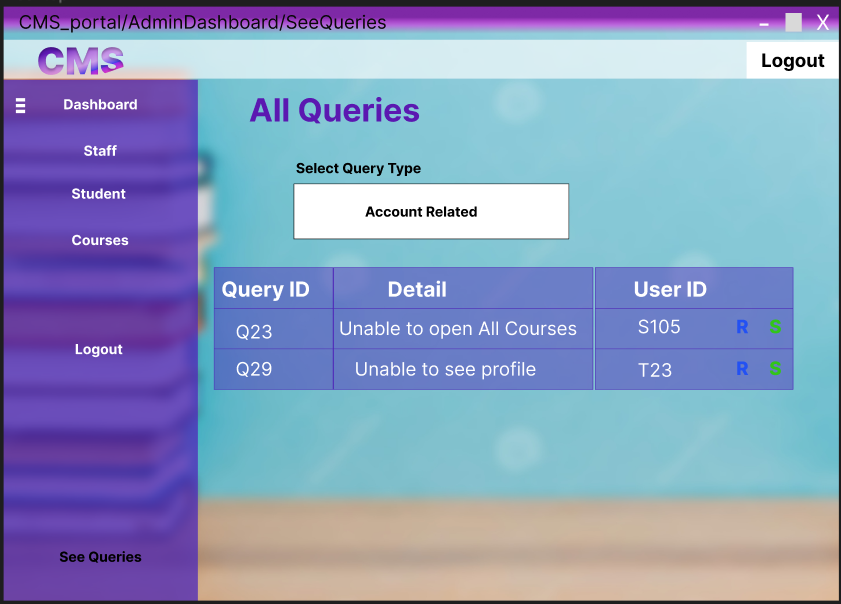 CMS_portal/AdminDashboard/SeeQueries – X
CMS Logout
Dashboard
Staff
Student
Courses
Logout
See Queries
All Queries
Select Query Type
Account Related
Query ID Detail User ID
Q23 Unable to open All Courses S105 R S
Q29 Unable to see profile T23 R S